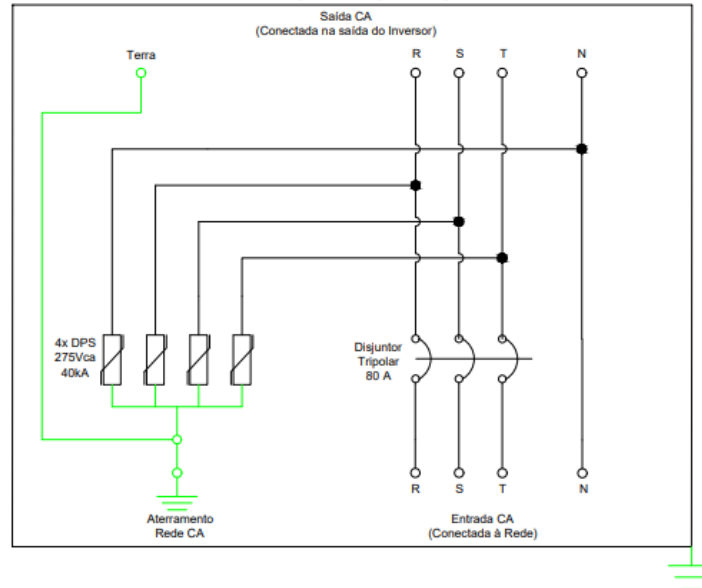 Saída CA
(Conectada na saída do Inversor)
Terra
R S T N
4x DPS
275Vca
40kA
Disjuntor
Tripolar
80 A
R S T N
Aterramento
Rede CA
Entrada CA
(Conectada à Rede)